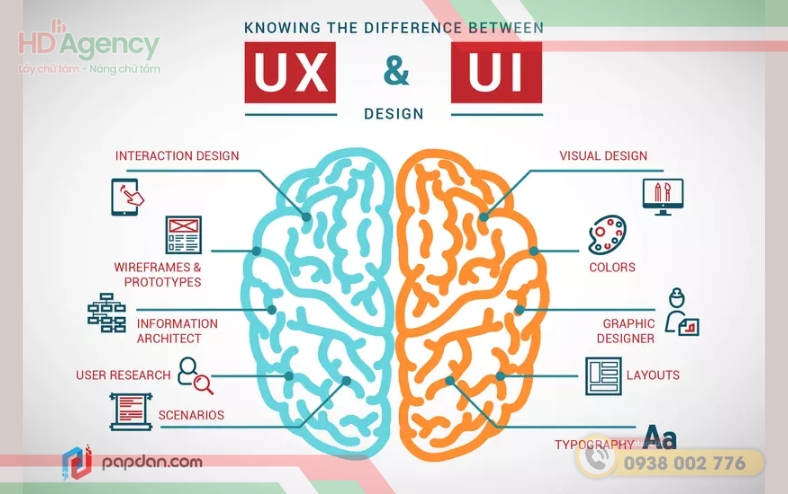 HD Agency
Lấy chữ tâm - Nâng chữ tầm
KNOWING THE DIFFERENCE BETWEEN
UX & UI
DESIGN
INTERACTION DESIGN
WIREFRAMES &
PROTOTYPES
INFORMATION
ARCHITECT
USER RESEARCH
SCENARIOS
VISUAL DESIGN
COLORS
GRAPHIC
DESIGNER
LAYOUTS
TYPOGRAPHY Aa
papdan.com
0938 002 776